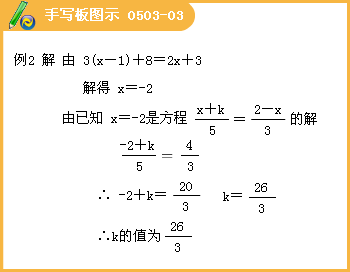 手写板图示 0503-03
例2 解 由 3(x－1)＋8＝2x＋3
解得 x＝-2
由已知 x＝-2是方程 (x＋k)/5 ＝ (2－x)/3 的解
(-2＋k)/5 ＝ 4/3
∴ -2＋k＝ 20/3 k＝ 26/3
∴k的值为 26/3